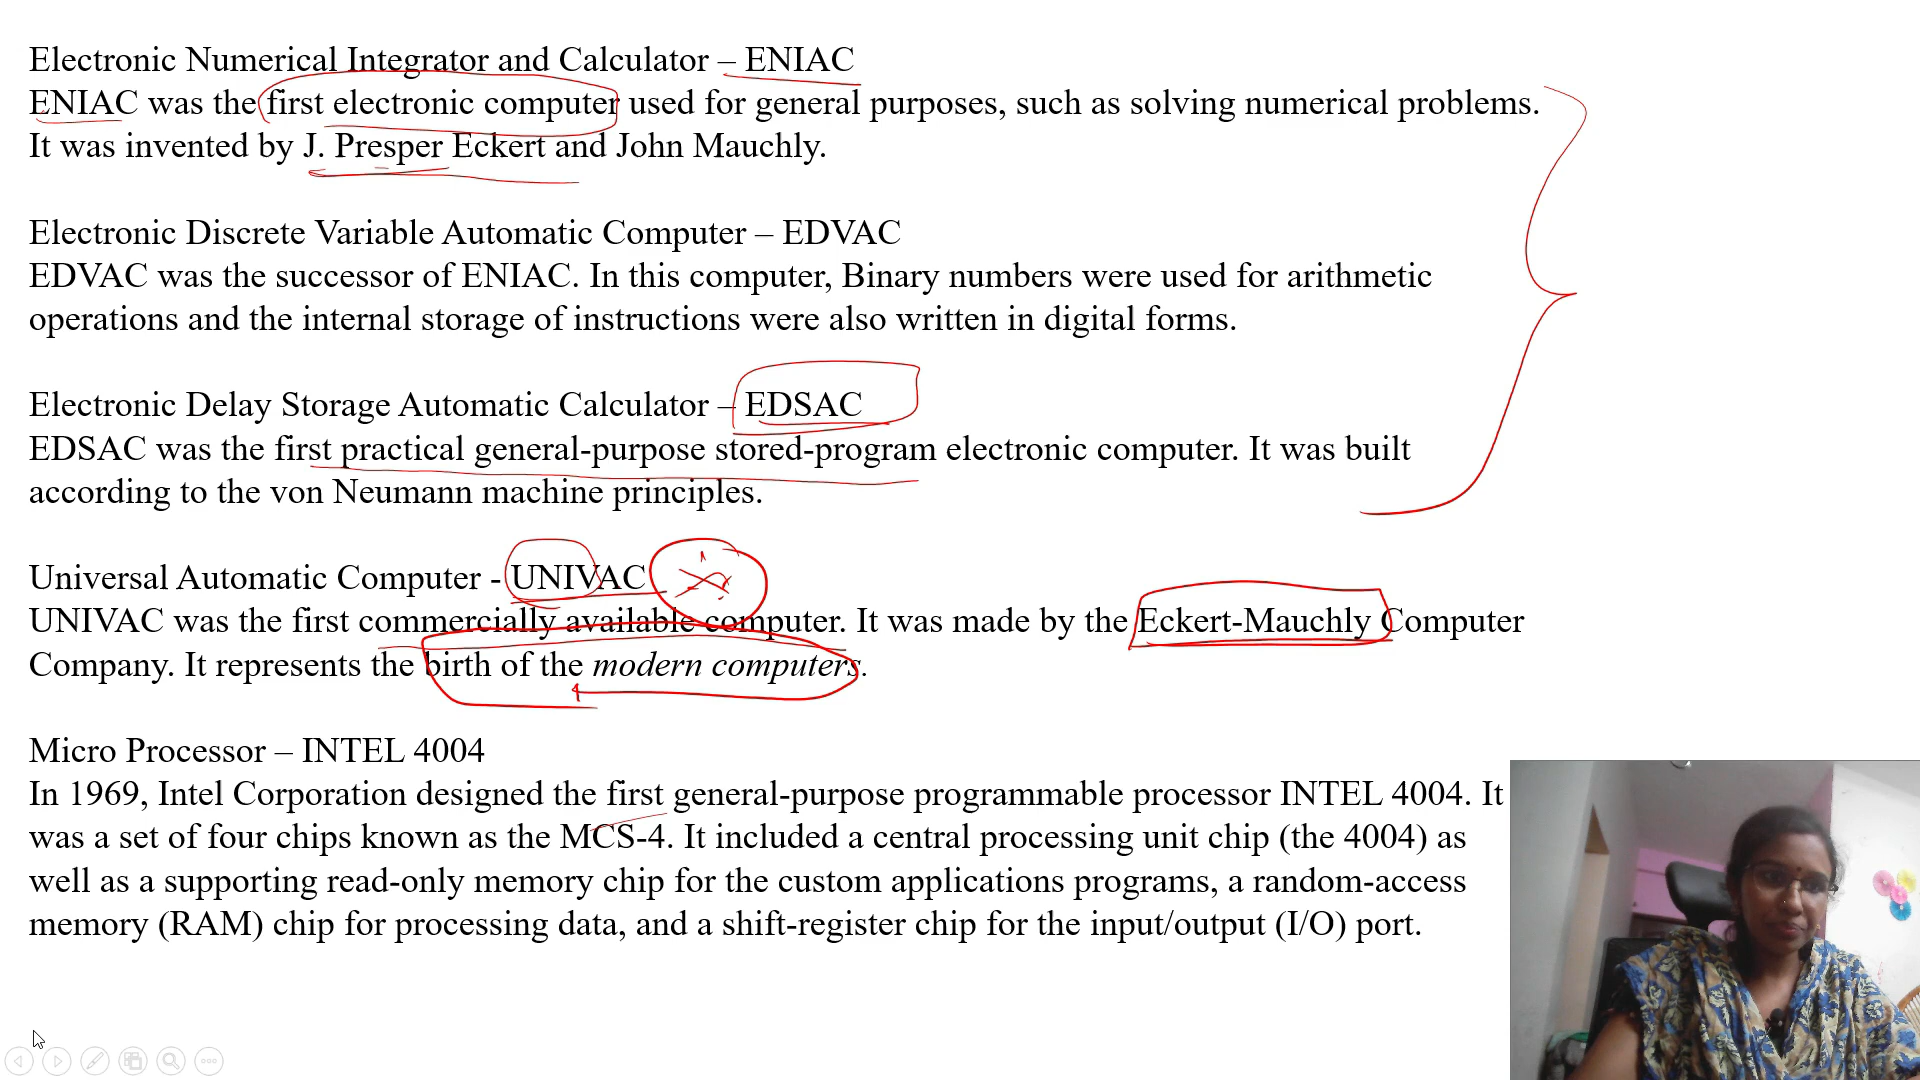 Electronic Numerical Integrator and Calculator – ENIAC
ENIAC was the first electronic computer used for general purposes, such as solving numerical problems.
It was invented by J. Presper Eckert and John Mauchly.
Electronic Discrete Variable Automatic Computer – EDVAC
EDVAC was the successor of ENIAC. In this computer, Binary numbers were used for arithmetic
operations and the internal storage of instructions were also written in digital forms.
Electronic Delay Storage Automatic Calculator – EDSAC
EDSAC was the first practical general-purpose stored-program electronic computer. It was built
according to the von Neumann machine principles.
Universal Automatic Computer - UNIVAC
UNIVAC was the first commercially available computer. It was made by the Eckert-Mauchly Computer
Company. It represents the birth of the modern computers.
Micro Processor – INTEL 4004
In 1969, Intel Corporation designed the first general-purpose programmable processor INTEL 4004. It
was a set of four chips known as the MCS-4. It included a central processing unit chip (the 4004) as
well as a supporting read-only memory chip for the custom applications programs, a random-access
memory (RAM) chip for processing data, and a shift-register chip for the input/output (I/O) port.